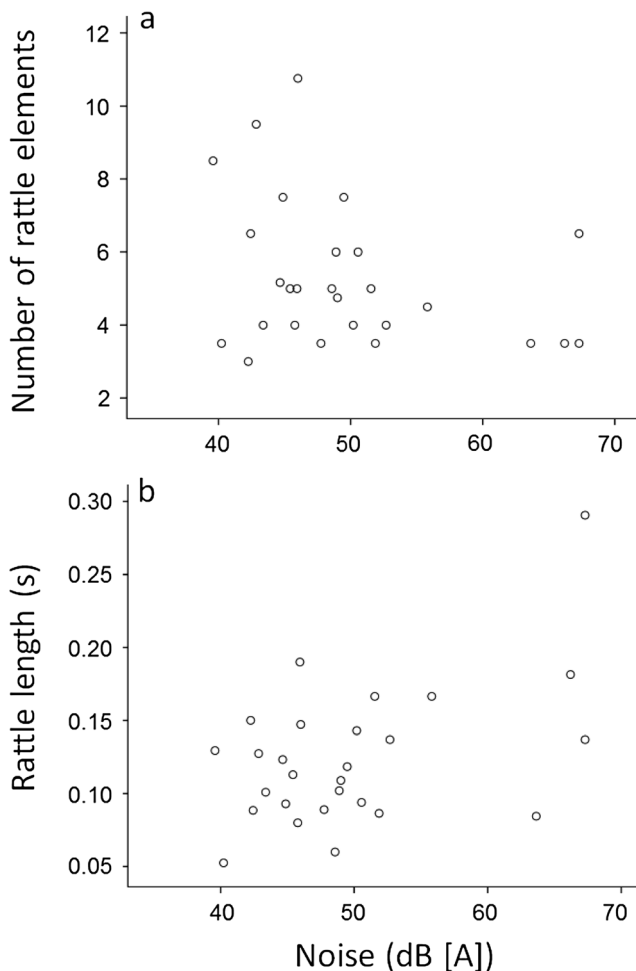 a
Number of rattle elements
12
10
8
6
4
2
40 50 60 70
b
Rattle length (s)
0.30
0.25
0.20
0.15
0.10
0.05
40 50 60 70
Noise (dB [A])